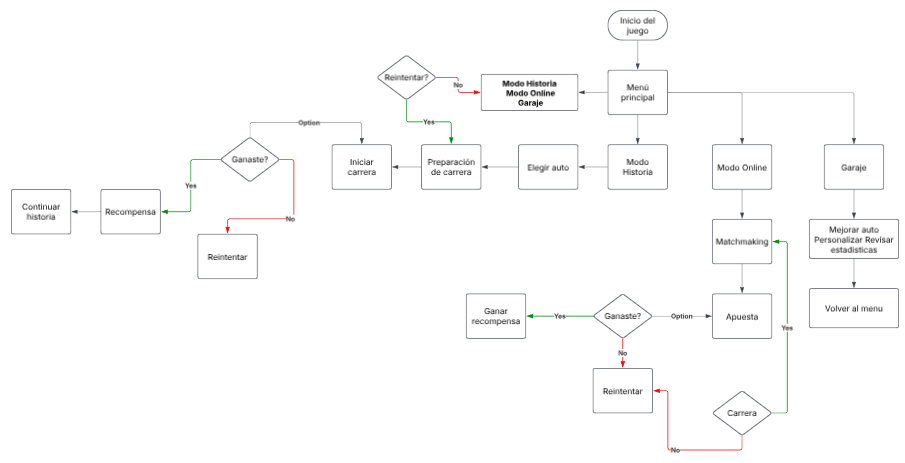 Inicio del
juego
Reintentar?
No
Modo Historia
Modo Online
Garaje
Menú
principal
Yes
Option
Ganaste?
Iniciar
carrera
Preparación
de carrera
Elegir auto
Modo
Historia
Modo Online
Garaje
Yes
Continuar
historia
Recompensa
No
Reintentar
Matchmaking
Mejorar auto
Personalizar Revisar
estadísticas
Ganar
recompensa
Yes
Ganaste?
Option
Apuesta
Volver al menu
Yes
No
Reintentar
Carrera
No